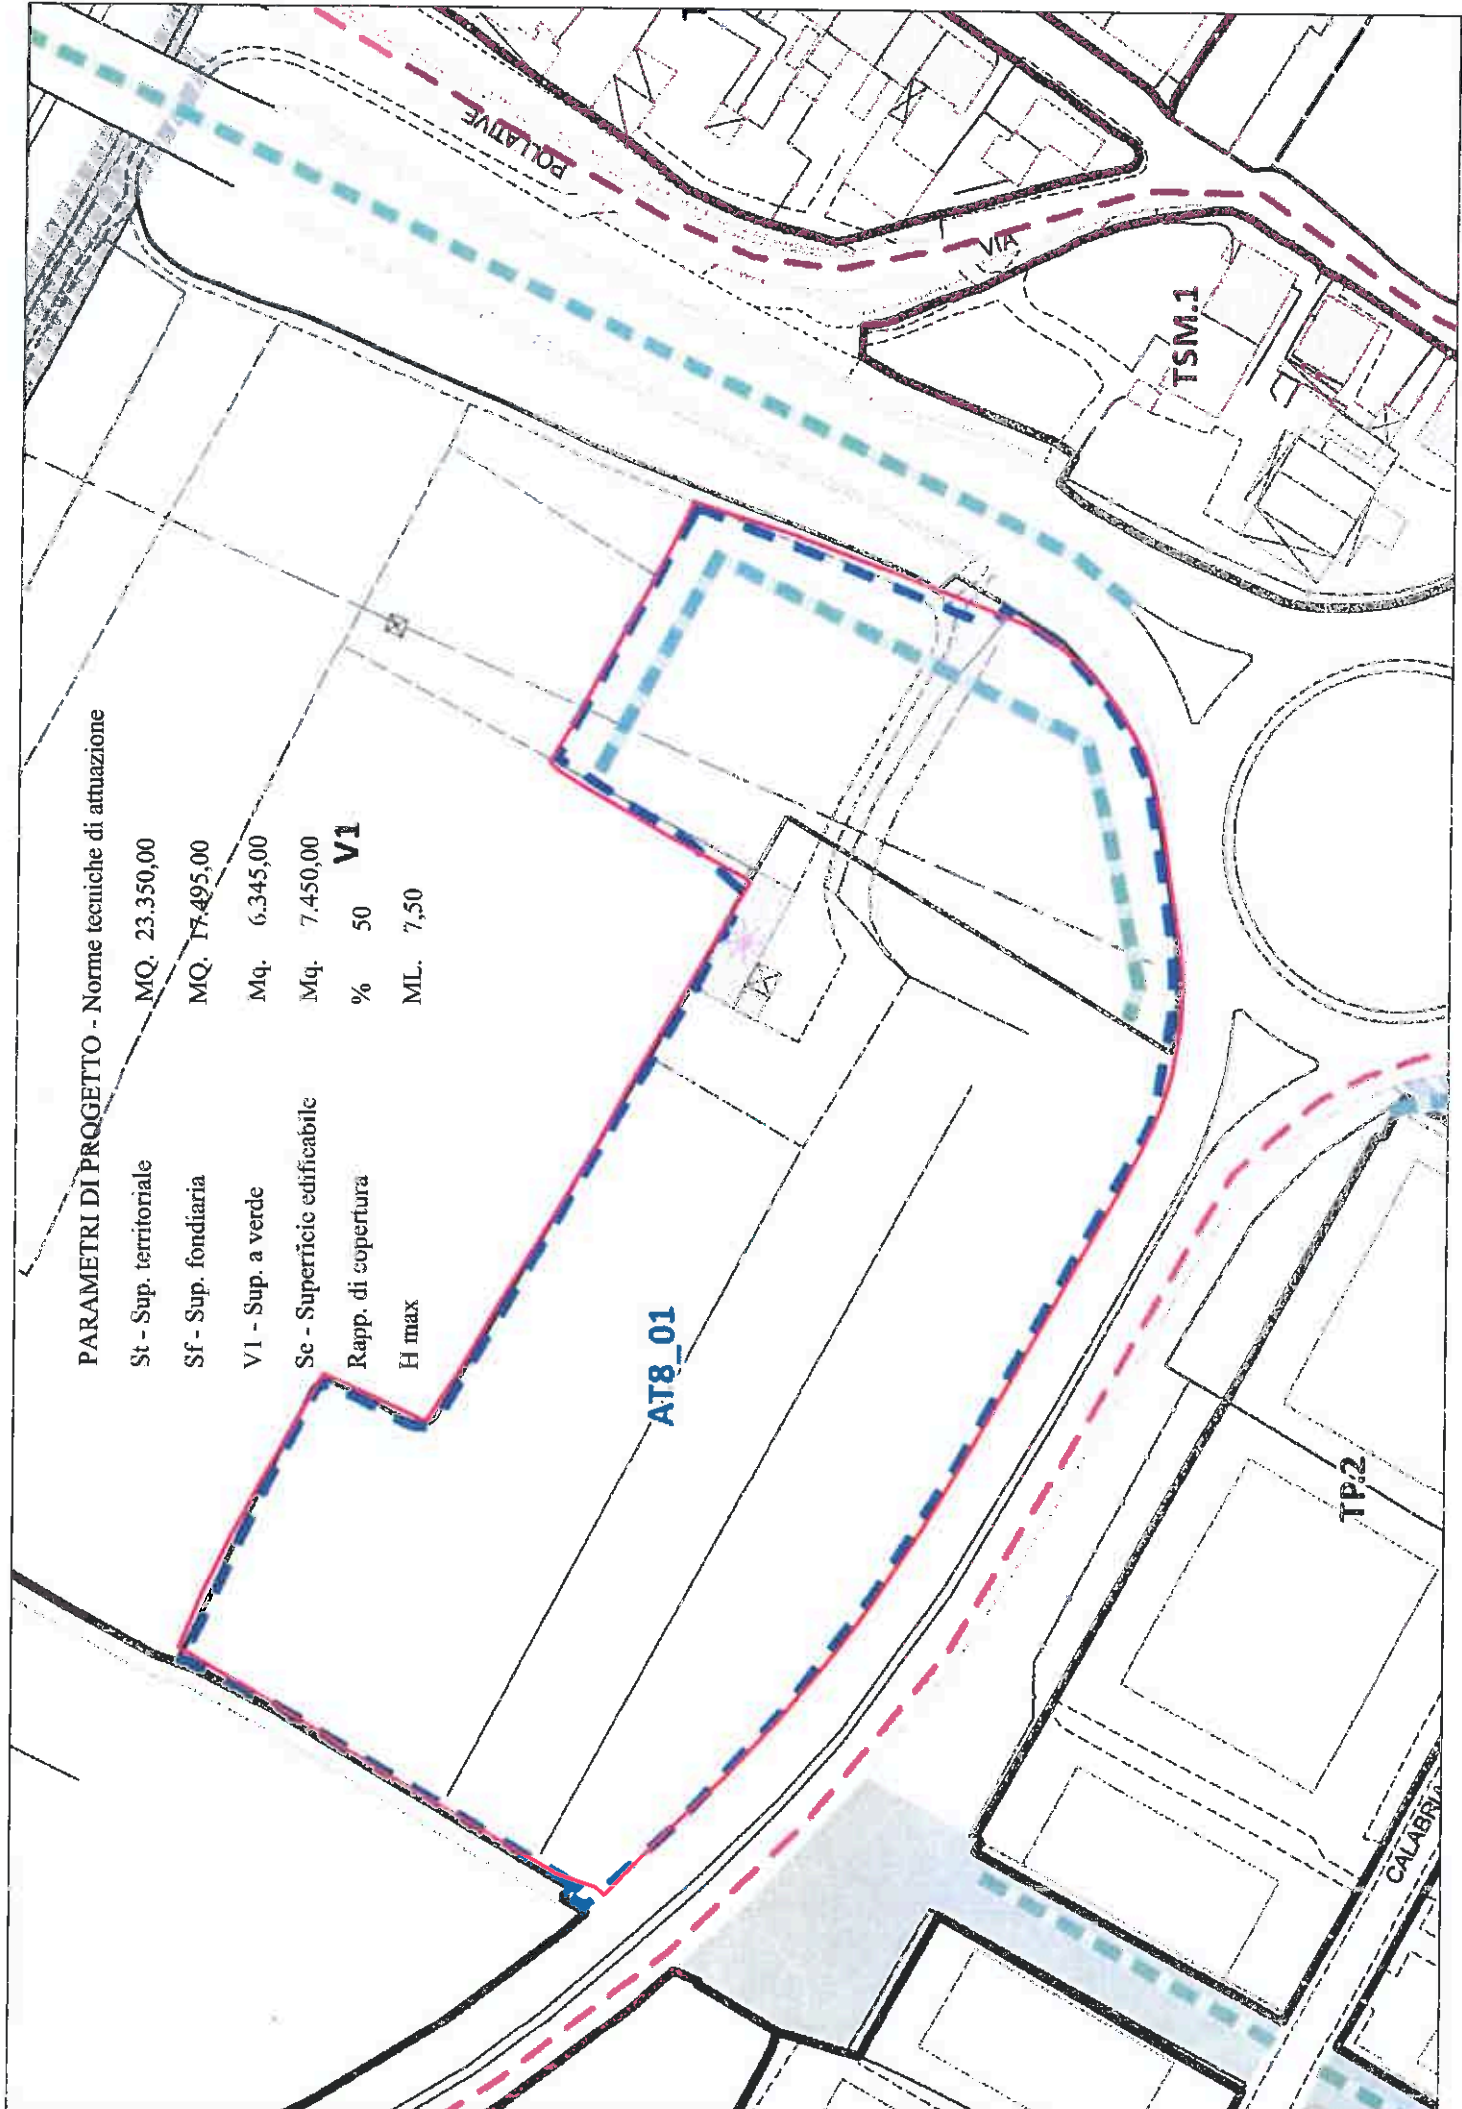 PARAMETRI DI PROGETTO - Norme tecniche di attuazione
St - Sup. territoriale MQ. 23.350,00
Sf - Sup. fondiaria MQ. 17.495,00
V1 - Sup. a verde Mq. 6.345,00
Se - Superficie edificabile Mq. 7.450,00
Rapp. di copertura % 50
H max ML. 7,50
V1
AT8_01
VIA
POLLATIVE
TSM.1
TP.2
CALABRIA